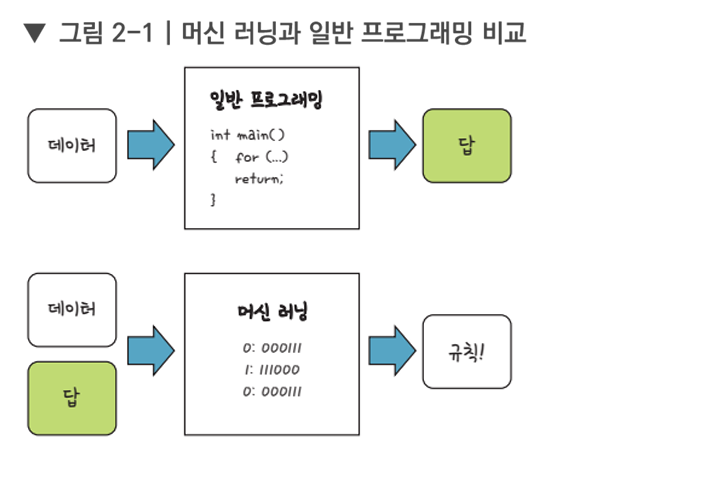 ▼ 그림 2-1 | 머신 러닝과 일반 프로그래밍 비교
데이터
일반 프로그래밍
int main()
{ for (...)
return;
}
답
데이터
답
머신 러닝
0: 000111
1: 111000
0: 000111
규칙!